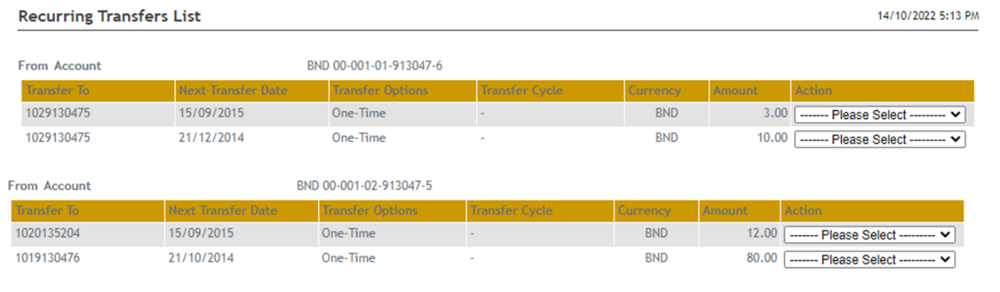 Recurring Transfers List 14/10/2022 5:13 PM
From Account BND 00-001-01-913047-6
Transfer To Next Transfer Date Transfer Options Transfer Cycle Currency Amount Action
1029130475 15/09/2015 One-Time - BND 3.00 ------- Please Select ---------
1029130475 21/12/2014 One-Time - BND 10.00 ------- Please Select ---------
From Account BND 00-001-02-913047-5
Transfer To Next Transfer Date Transfer Options Transfer Cycle Currency Amount Action
1020135204 15/09/2015 One-Time - BND 12.00 ------- Please Select ---------
1019130476 21/10/2014 One-Time - BND 80.00 ------- Please Select ---------